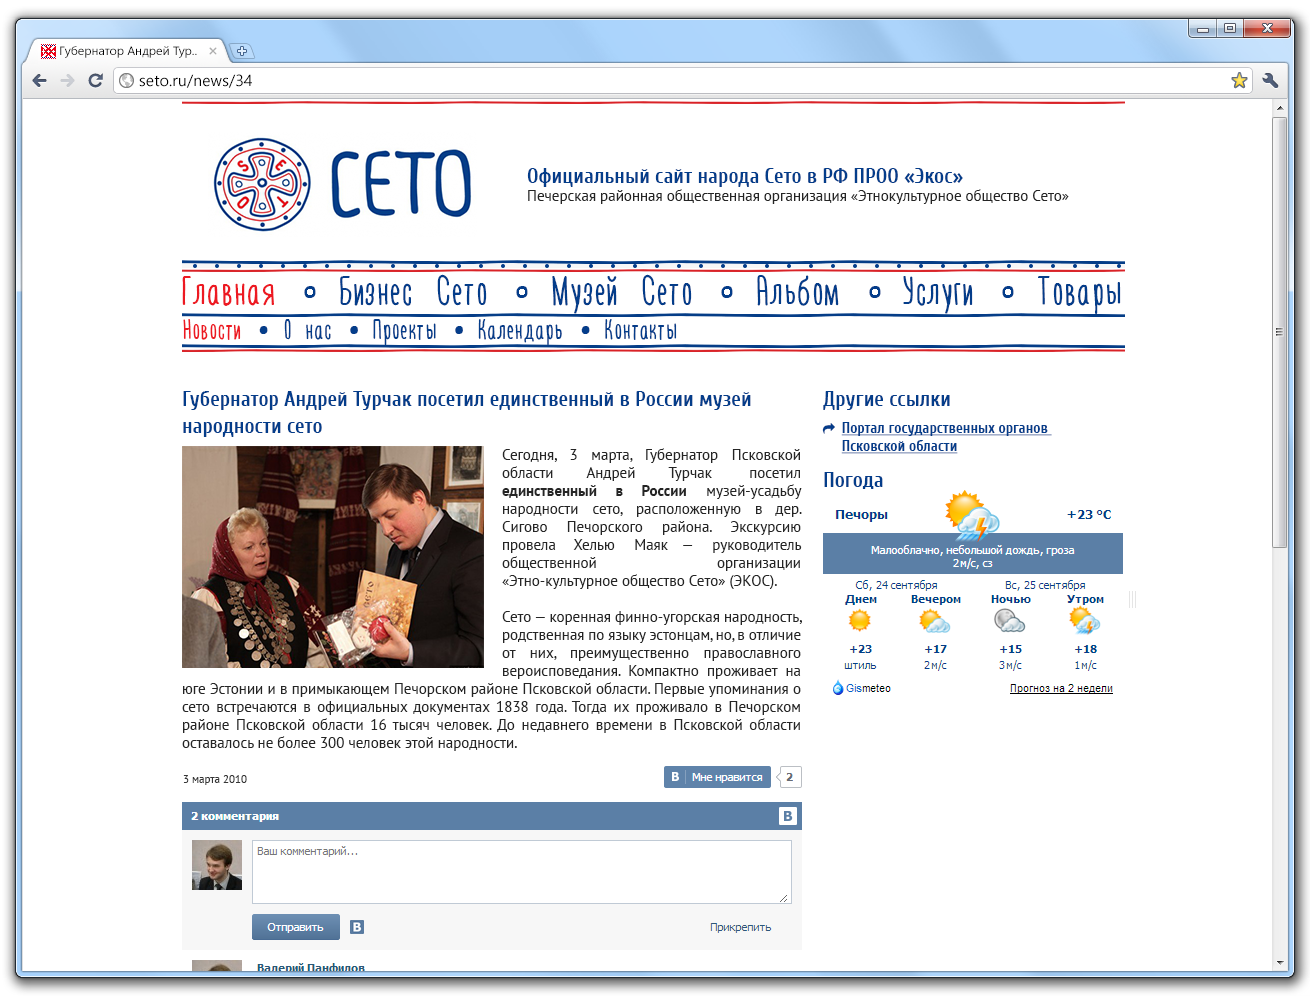 Губернатор Андрей Тур..
seto.ru/news/34
SETO
СЕТО
Официальный сайт народа Сето в РФ ПРОО «Экос»
Печерская районная общественная организация «Этнокультурное общество Сето»
Главная Бизнес Сето Музей Сето Альбом Услуги Товары
Новости О нас Проекты Календарь Контакты
Губернатор Андрей Турчак посетил единственный в России музей
народности сето
Сегодня, 3 марта, Губернатор Псковской
области Андрей Турчак посетил
единственный в России музей-усадьбу
народности сето, расположенную в дер.
Сигово Печорского района. Экскурсию
провела Хелью Маяк — руководитель
общественной организации
«Этно-культурное общество Сето» (ЭКОС).
Сето — коренная финно-угорская народность,
родственная по языку эстонцам, но, в отличие
от них, преимущественно православного
вероисповедания. Компактно проживает на
юге Эстонии и в примыкающем Печорском районе Псковской области. Первые упоминания о
сето встречаются в официальных документах 1838 года. Тогда их проживало в Печорском
районе Псковской области 16 тысяч человек. До недавнего времени в Псковской области
оставалось не более 300 человек этой народности.
3 марта 2010
В Мне нравится 2
2 комментария В
Ваш комментарий...
Отправить В Прикрепить
Валерий Панфилов
Другие ссылки
Портал государственных органов
Псковской области
Погода
Печоры +23 °C
Малооблачно, небольшой дождь, гроза
2м/с, сз
Сб, 24 сентября Вс, 25 сентября
Днем Вечером Ночью Утром
+23 +17 +15 +18
штиль 2м/с 3м/с 1м/с
Gismeteo Прогноз на 2 недели